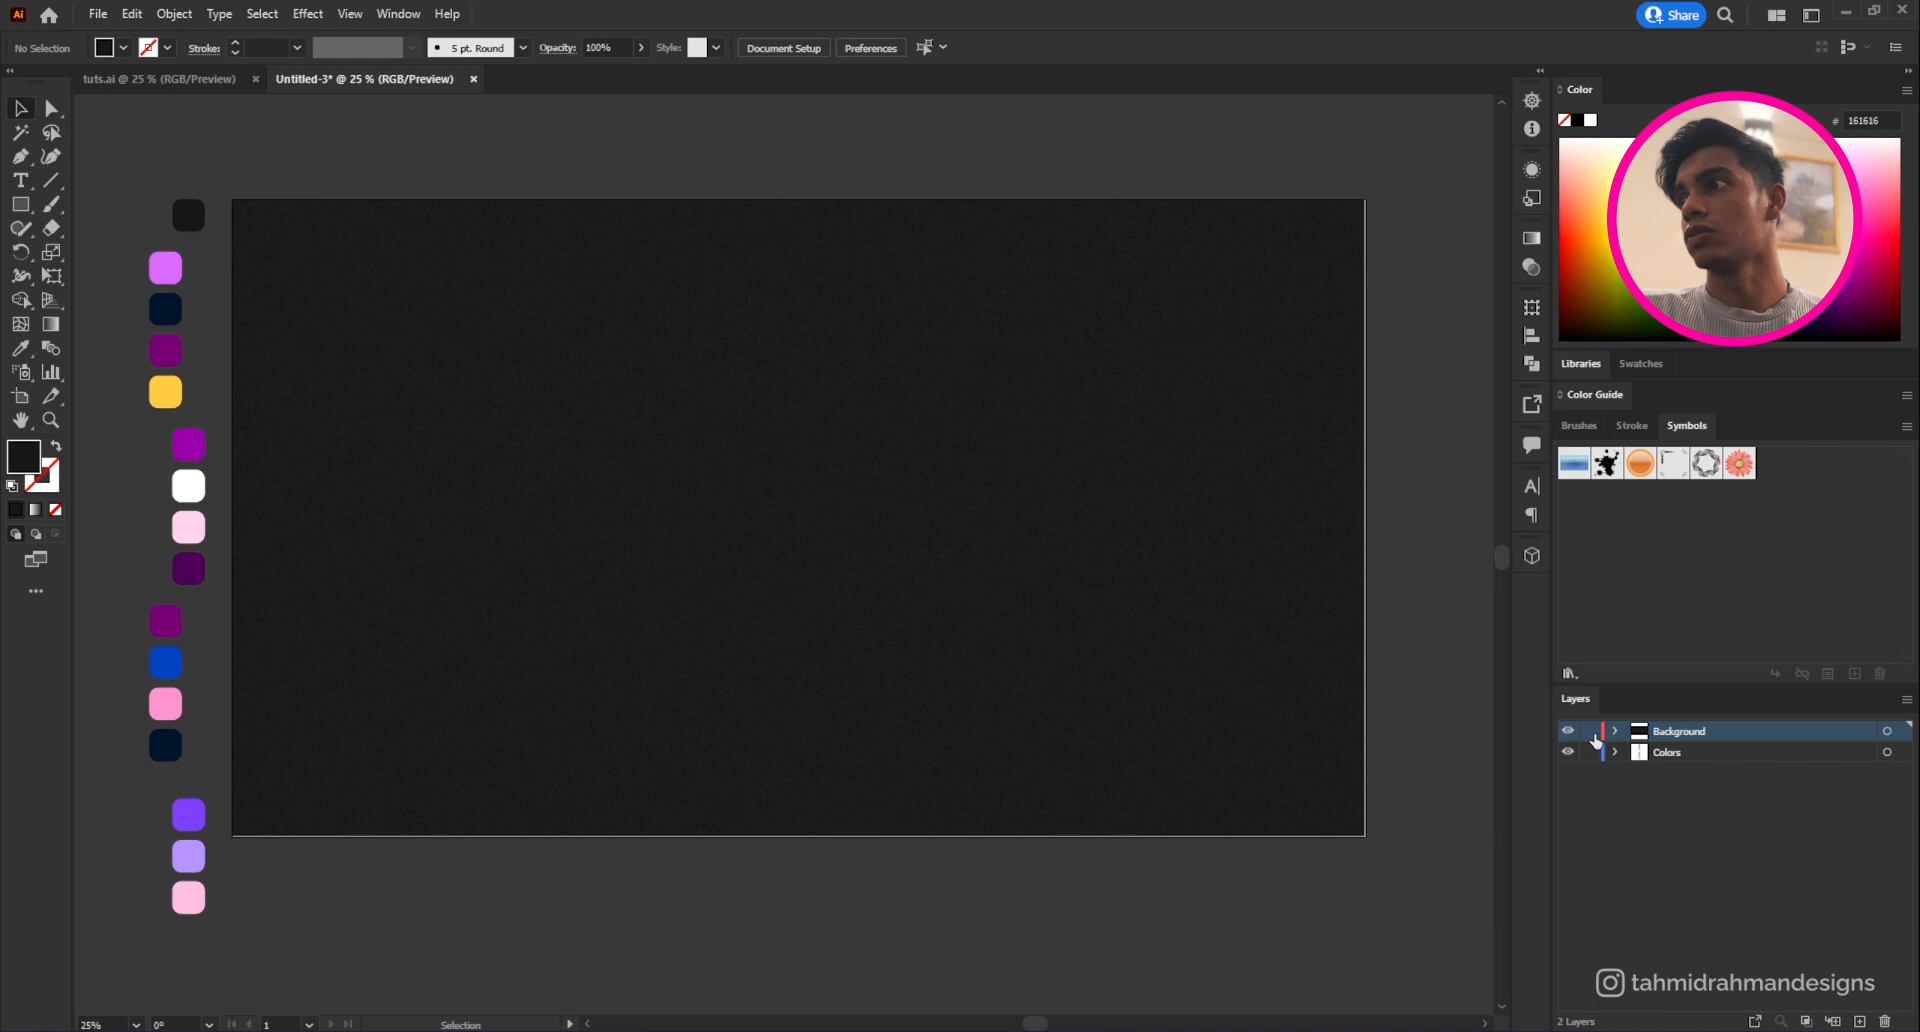 Ai File Edit Object Type Select Effect View Window Help Share
No Selection Stroke: 5 pt. Round Opacity: 100% Style: Document Setup Preferences
tuts.ai @ 25 % (RGB/Preview) × Untitled-3* @ 25 % (RGB/Preview) ×
Color
# 161616
Libraries Swatches
Color Guide
Brushes Stroke Symbols
Layers
Background
Colors
tahmidrahmandesigns
2 Layers
25% 0° 1 Selection